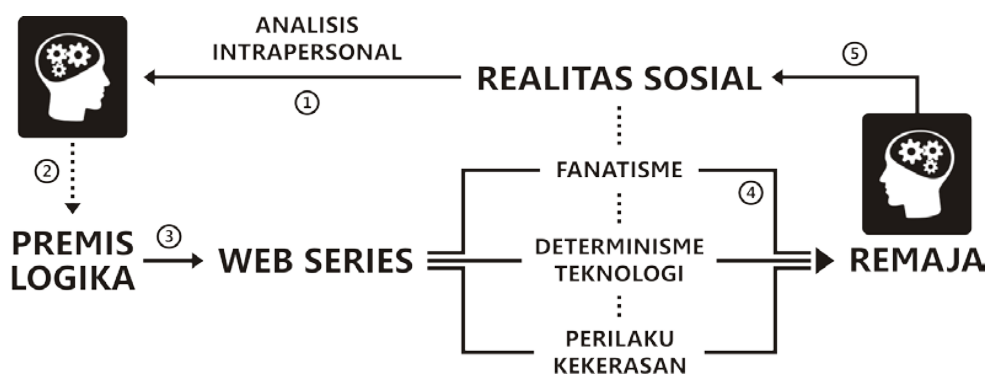 ANALISIS
INTRAPERSONAL
①
REALITAS SOSIAL
⑤
②
FANATISME
④
PREMIS
LOGIKA
③
WEB SERIES
DETERMINISME
TEKNOLOGI
REMAJA
PERILAKU
KEKERASAN